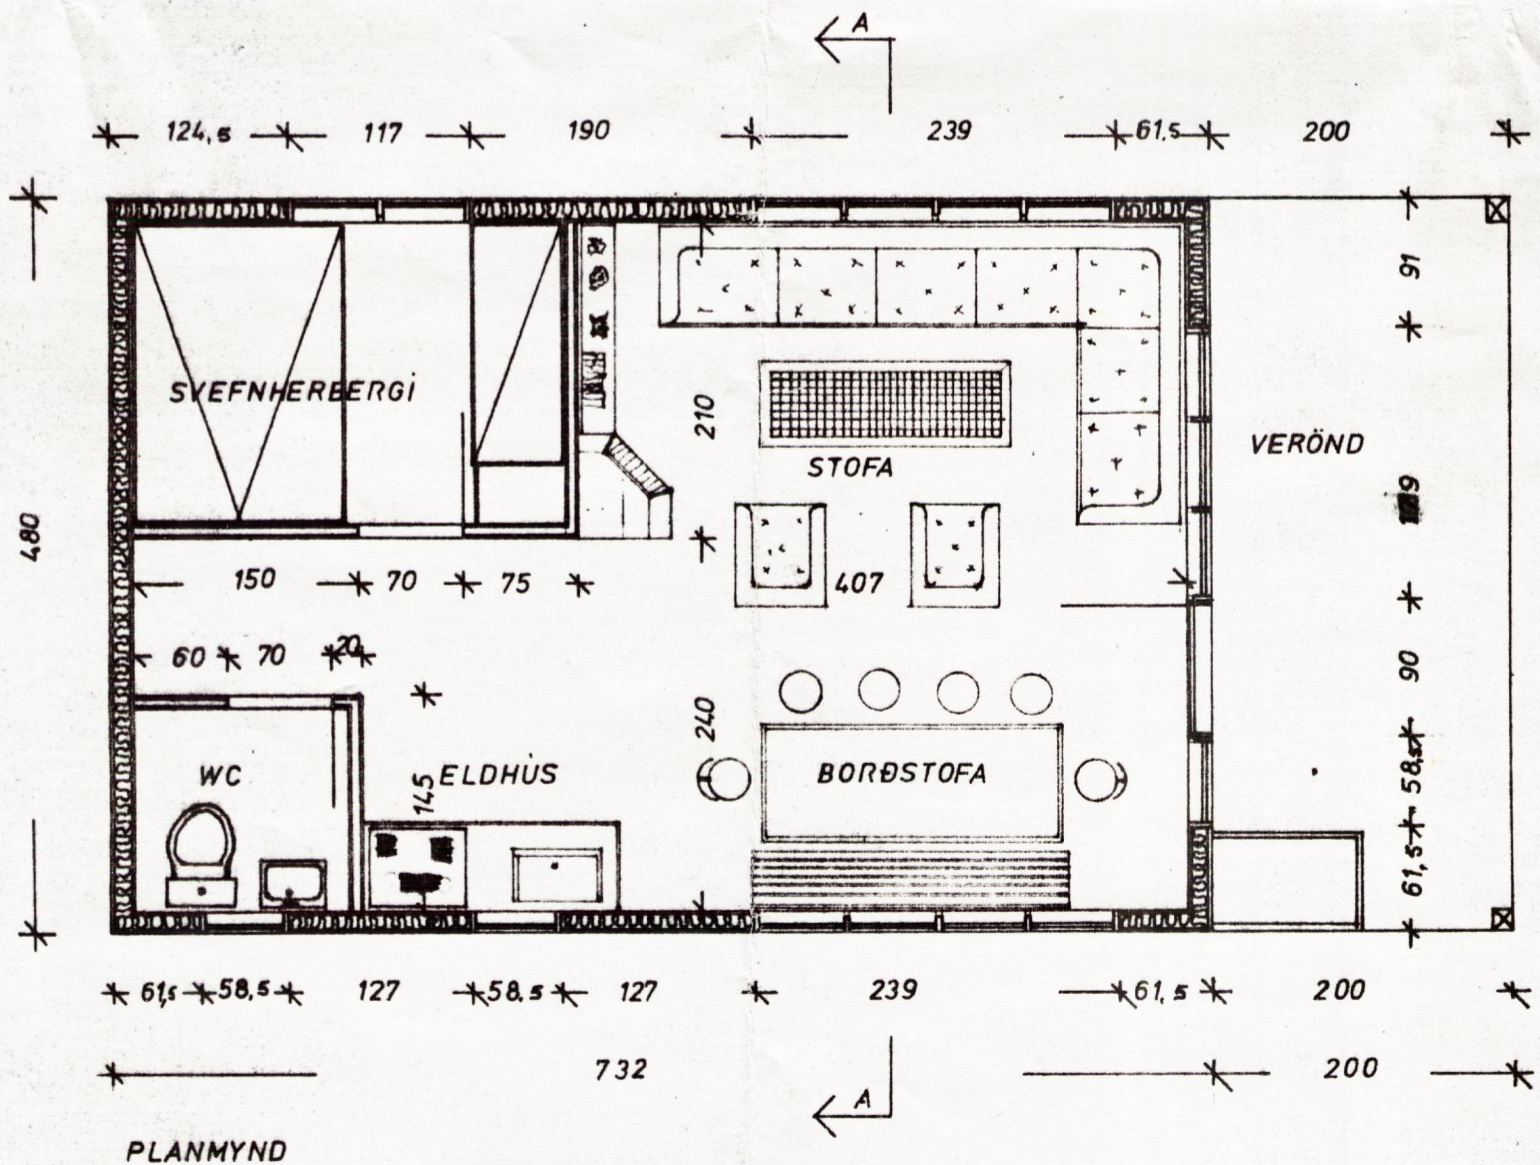 A
124,5 117 190 239 61,5 200
91
SVEFNHERBERGI
210
STOFA
VERÖND
480
150 70 75
407
60 70 20
90
240
WC
145
ELDHÚS
BORÐSTOFA
58,5
61,5
61,5 58,5 127 58,5 127 239 61,5 200
732 200
A
PLANMYND